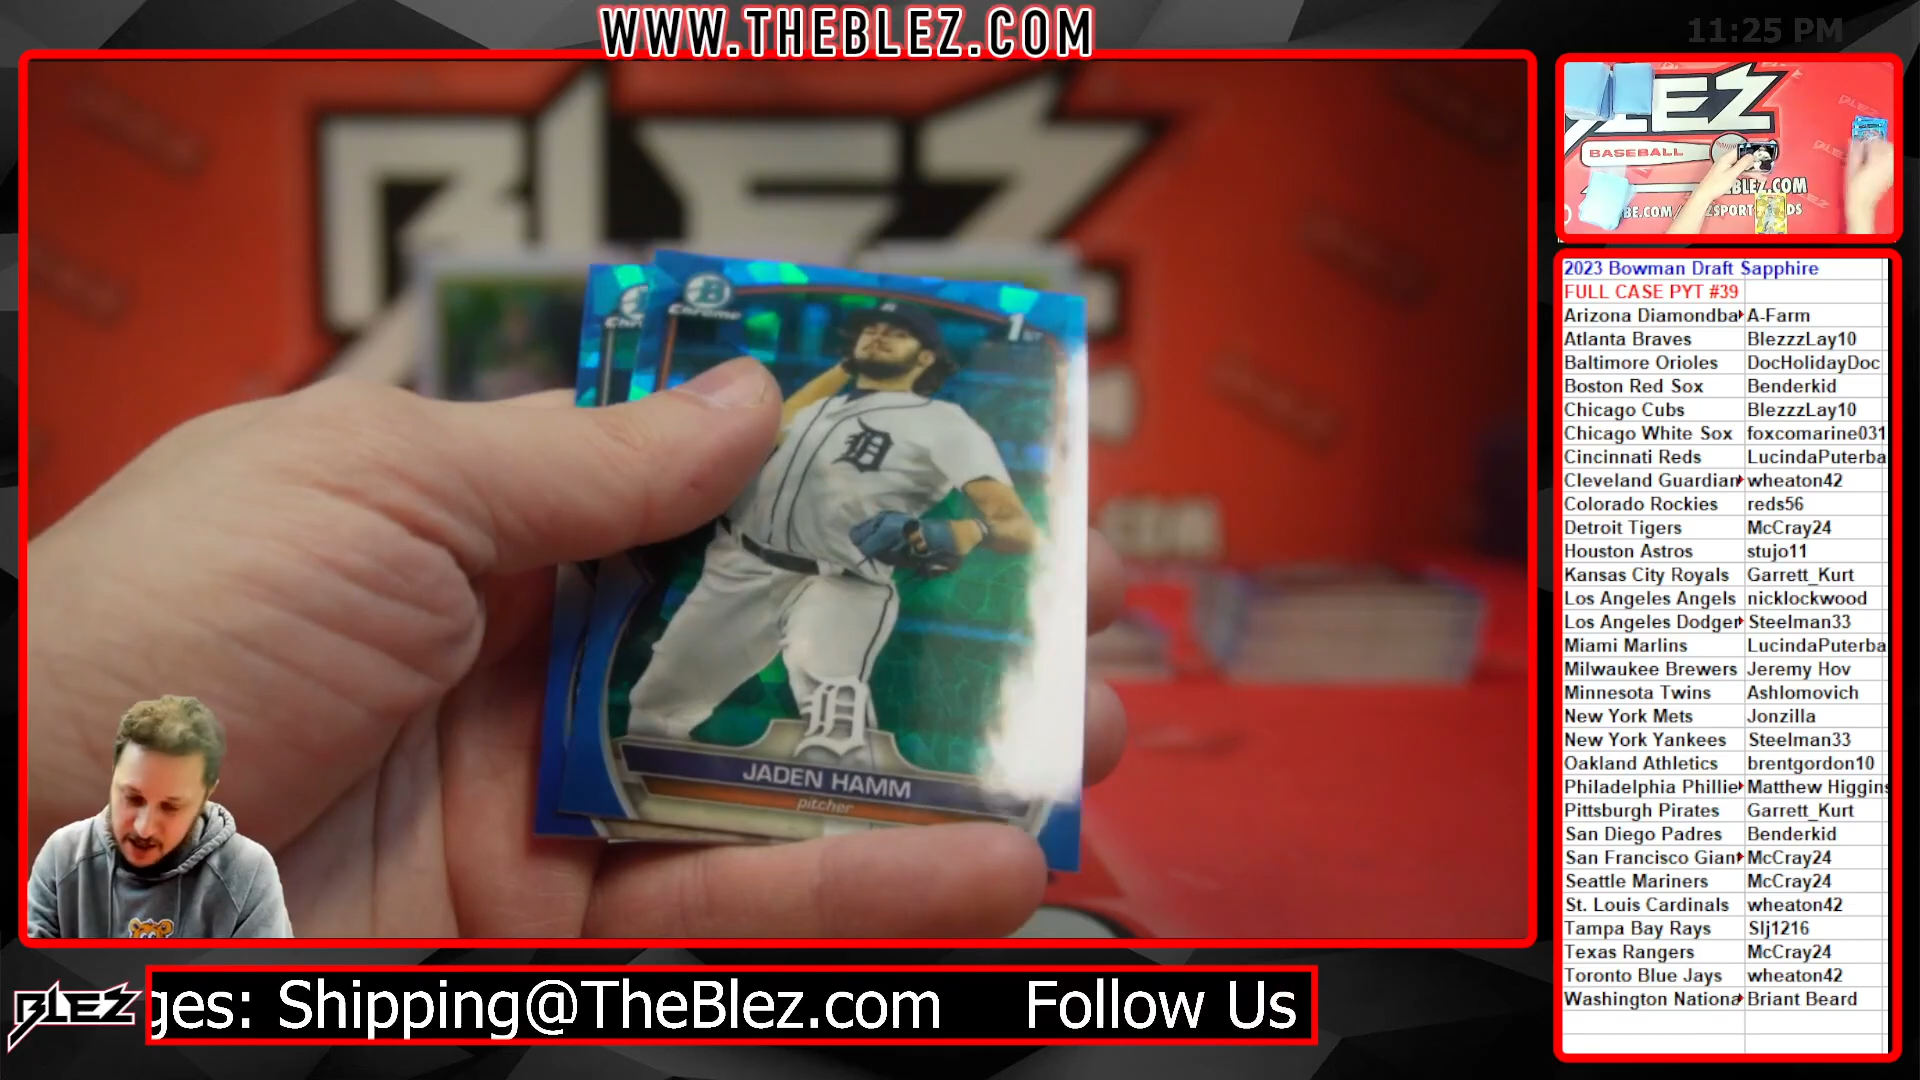 WWW.THEBLEZ.COM
11:25 PM
BLEZ
BASEBALL
BLEZ.COM
2023 Bowman Draft Sapphire
FULL CASE PYT #39
Arizona Diamondba A-Farm
Atlanta Braves BlezzzLay10
Baltimore Orioles DocHolidayDoc
Boston Red Sox Benderkid
Chicago Cubs BlezzzLay10
Chicago White Sox foxcomarine031
Cincinnati Reds LucindaPuterba
Cleveland Guardian wheaton42
Colorado Rockies reds56
Detroit Tigers McCray24
Houston Astros stujo11
Kansas City Royals Garrett_Kurt
Los Angeles Angels nicklockwood
Los Angeles Dodger Steelman33
Miami Marlins LucindaPuterba
Milwaukee Brewers Jeremy Hov
Minnesota Twins Ashlomovich
New York Mets Jonzilla
New York Yankees Steelman33
Oakland Athletics brentgordon10
Philadelphia Phillie Matthew Higgins
Pittsburgh Pirates Garrett_Kurt
San Diego Padres Benderkid
San Francisco Giant McCray24
Seattle Mariners McCray24
St. Louis Cardinals wheaton42
Tampa Bay Rays Slj1216
Texas Rangers McCray24
Toronto Blue Jays wheaton42
Washington Nationa Briant Beard
B
Chrome
1ST
D
D
JADEN HAMM
pitcher
BLEZ
ges: Shipping@TheBlez.com Follow Us